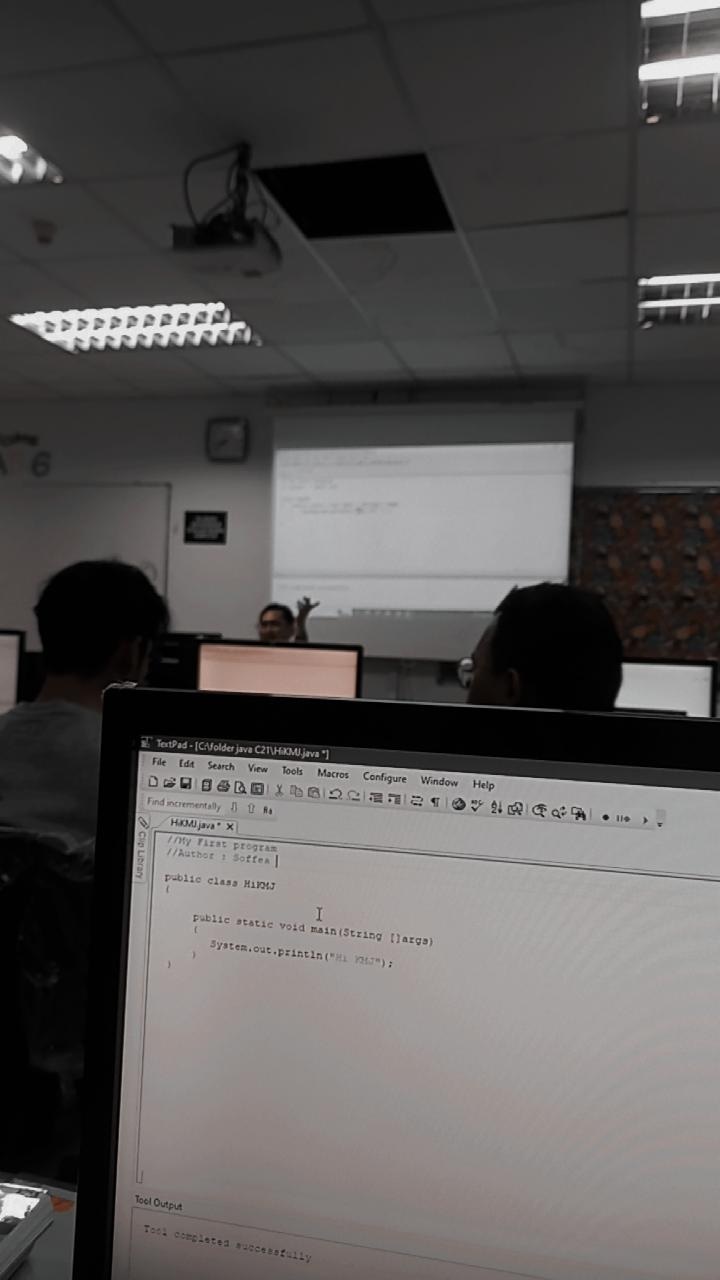 TextPad - [C:\folder java C21\HiKMJ.java *]
File Edit Search View Tools Macros Configure Window Help
Find incrementally
HiKMJ.java *
Clip Library
//My First program
//Author : Soffea
public class HiKMJ
{
public static void main(String []args)
{
System.out.println("Hi KMJ");
}
}
Tool Output
Tool completed successfully